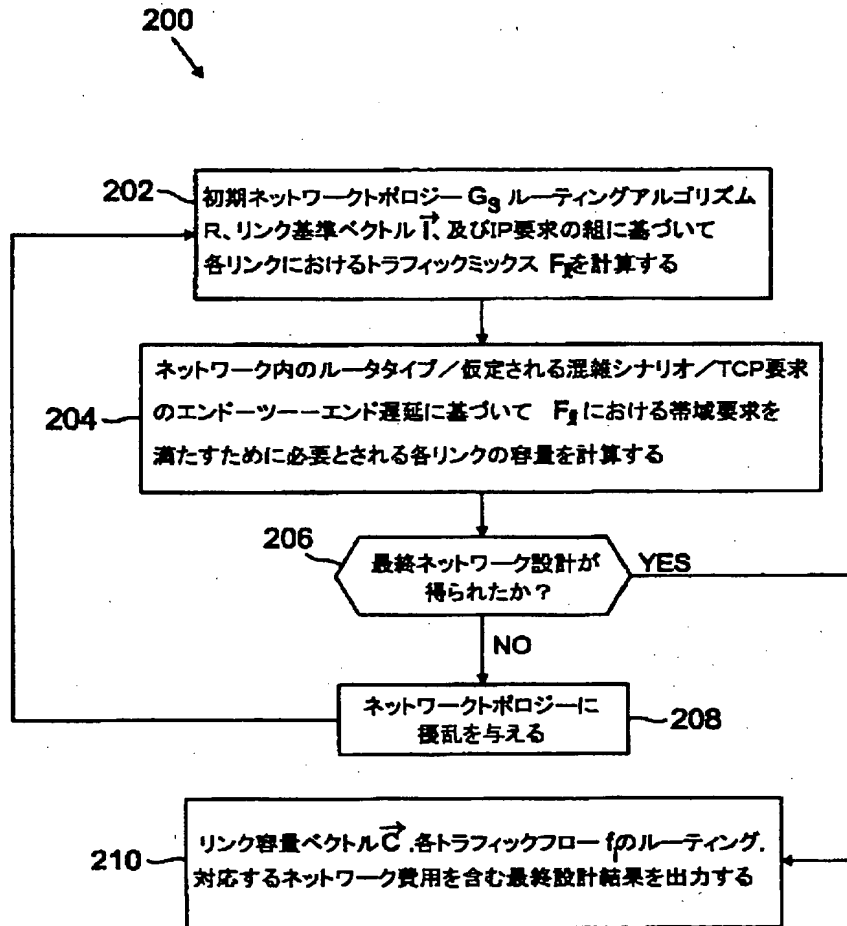 200
202
初期ネットワークトポロジー G₃ ルーティングアルゴリズム
R、リンク基準ベクトル I⃗、及びIP要求の組に基づいて
各リンクにおけるトラフィックミックス Fℓを計算する
204
ネットワーク内のルータタイプ／仮定される混雑シナリオ／TCP要求
のエンドーツーーエンド遅延に基づいて Fℓにおける帯域要求を
満たすために必要とされる各リンクの容量を計算する
206
最終ネットワーク設計が
得られたか？
YES
NO
ネットワークトポロジーに
擾乱を与える
208
210
リンク容量ベクトル C⃗ .各トラフィックフロー fᵢのルーティング.
対応するネットワーク費用を含む最終設計結果を出力する